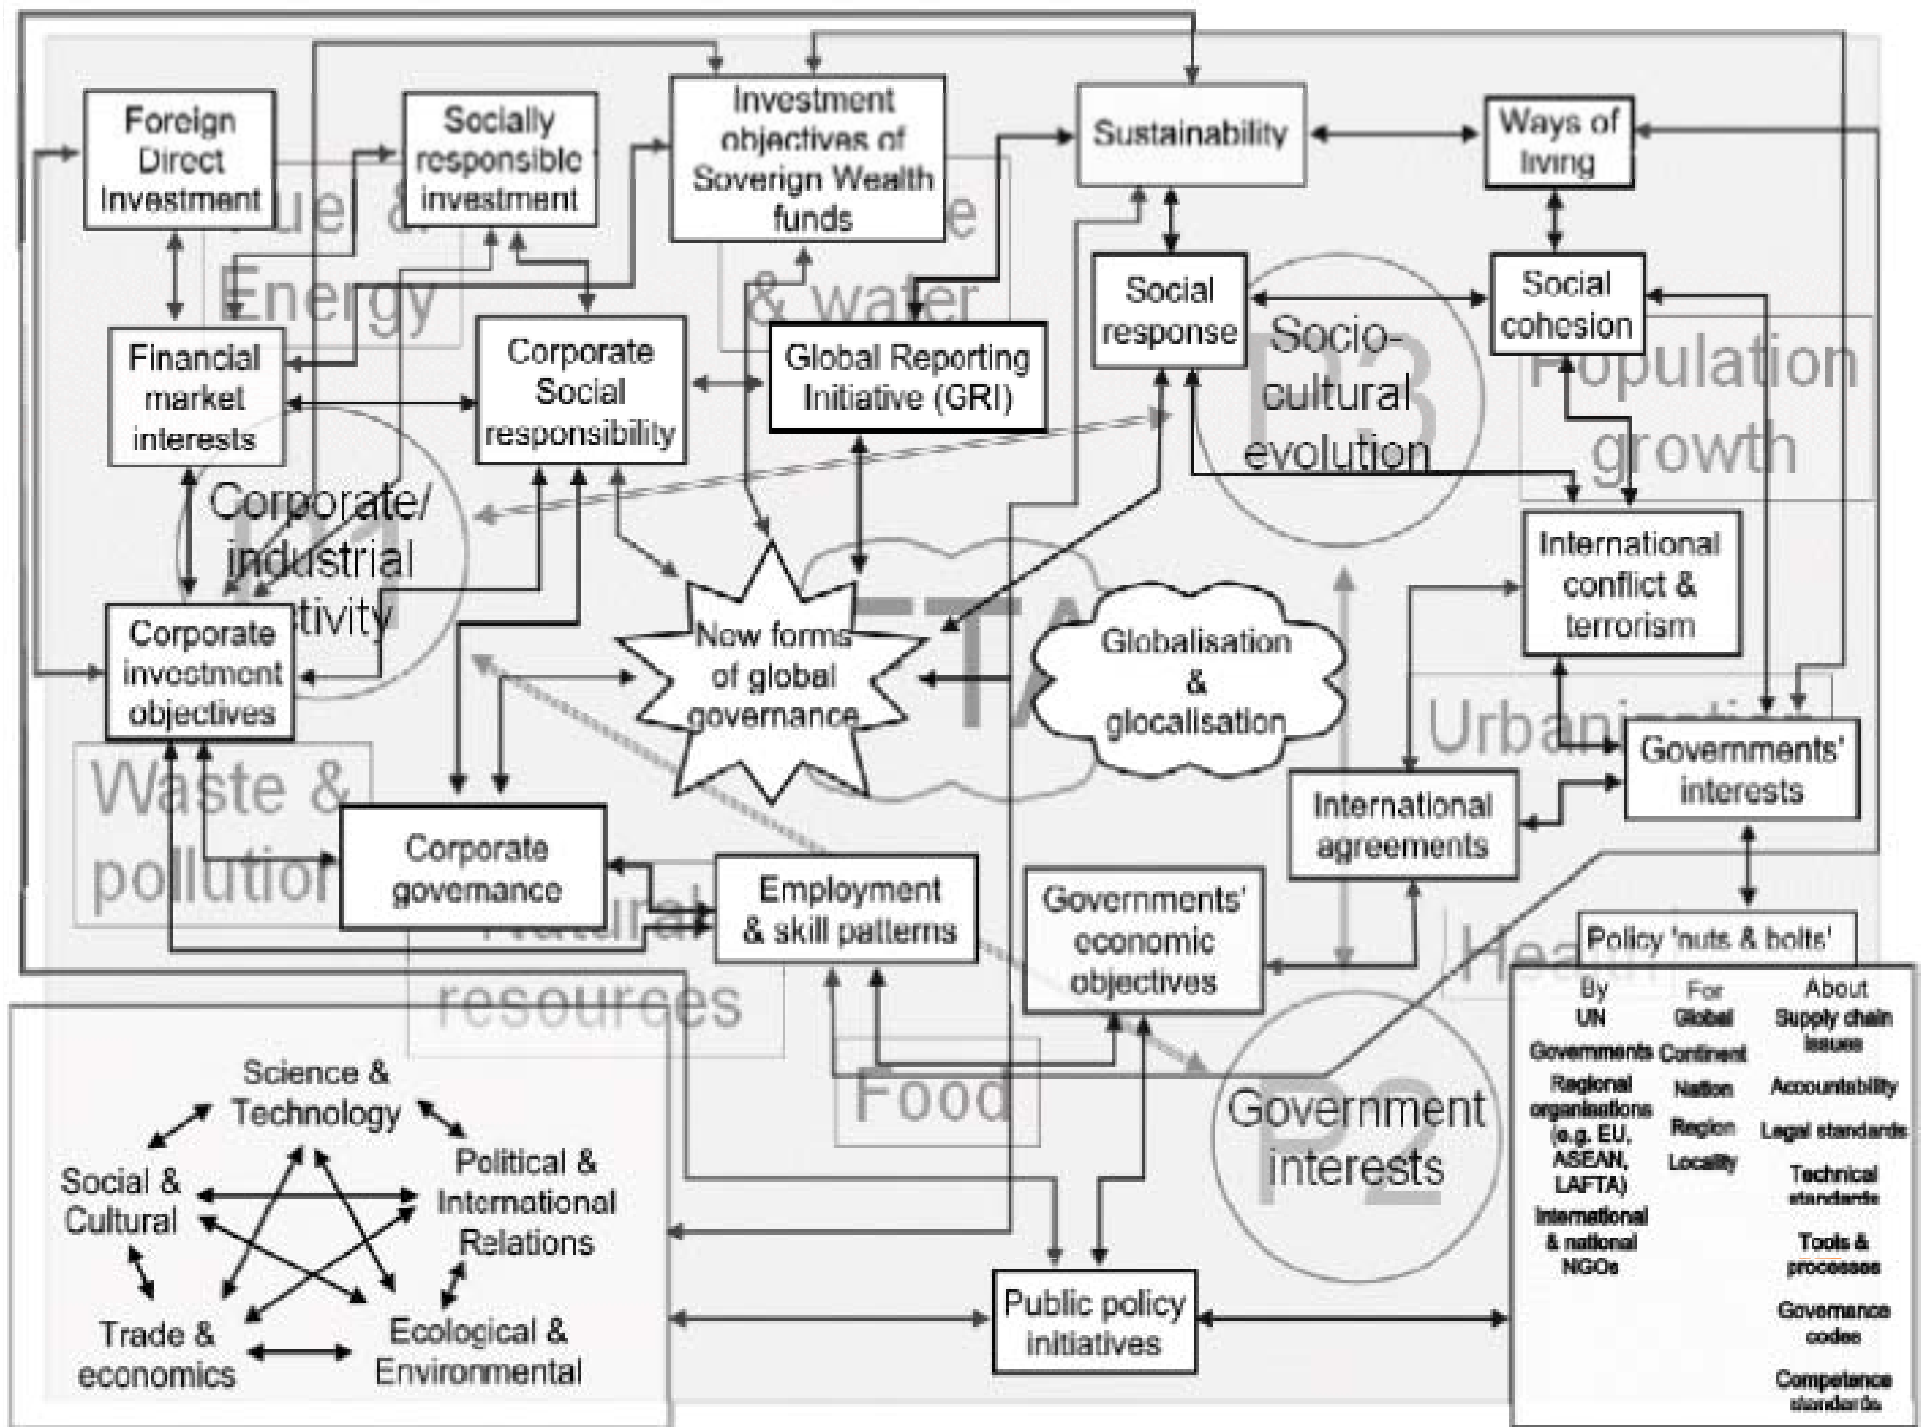 Foreign
Direct
Investment
Socially
responsible
investment
Investment
objectives of
Soverign Wealth
funds
Sustainability
Ways of
living
Energy
& water
Financial
market
interests
Corporate
Social
responsibility
Global Reporting
Initiative (GRI)
Social
response
Social
cohesion
Socio-
cultural
evolution
P3
Population
growth
Corporate/
industrial
International
conflict &
terrorism
Corporate
investment
objectives
New forms
of global
governance
Globalisation
&
glocalisation
Governments'
interests
Waste &
pollution
International
agreements
Corporate
governance
Employment
& skill patterns
Governments'
economic
objectives
Policy 'nuts & bolts'
resources
Food
Government
interests
P2
Science &
Technology
Social &
Cultural
Political &
International
Relations
Trade &
economics
Ecological &
Environmental
Public policy
initiatives
By
UN
Governments
Regional
organisations
(e.g. EU,
ASEAN,
LAFTA)
International
& national
NGOs
For
Global
Continent
Nation
Region
Locality
About
Supply chain
issues
Accountability
Legal standards
Technical
standards
Tools &
processes
Governance
codes
Competence
standards